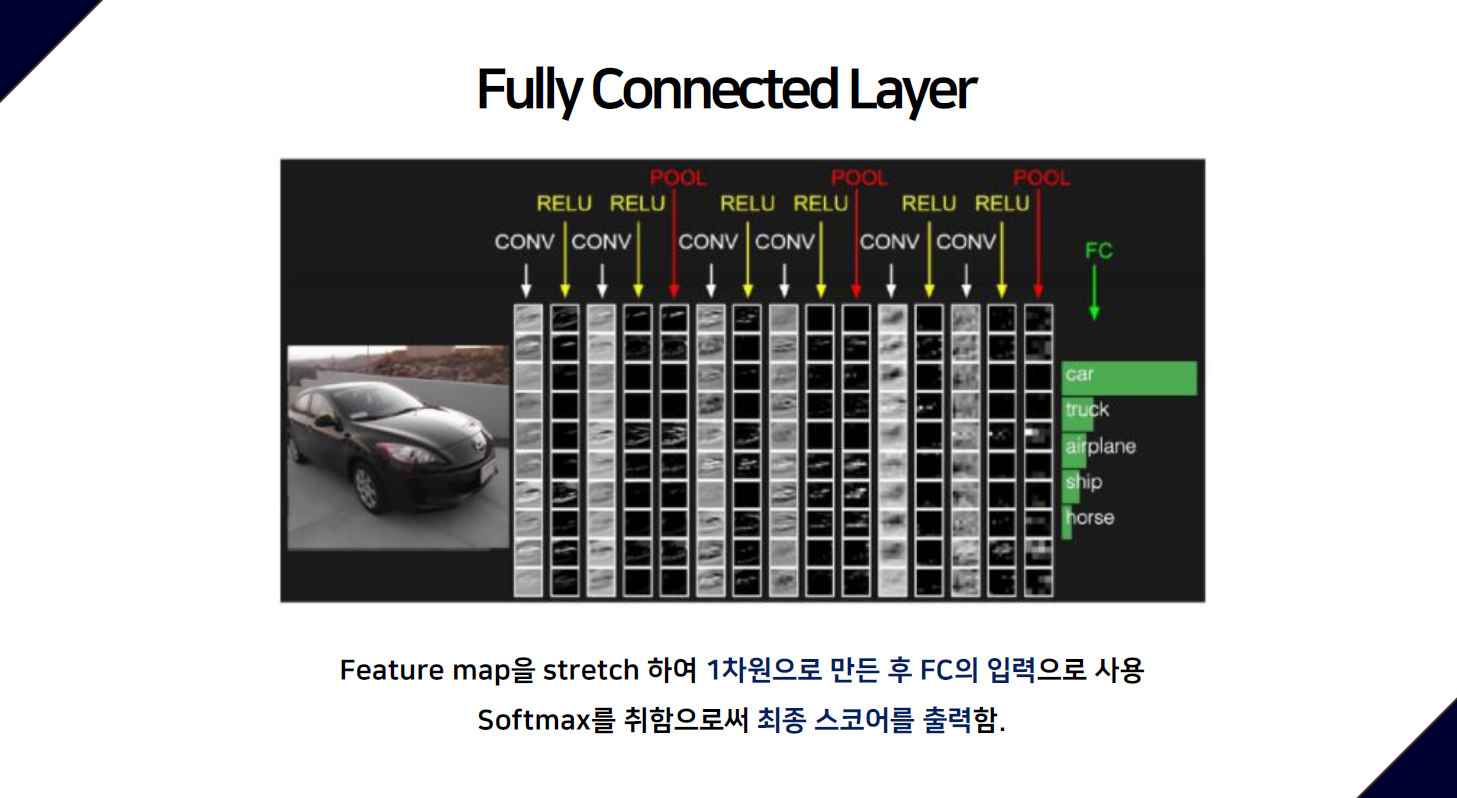 Fully Connected Layer
POOL POOL POOL
RELU RELU RELU RELU RELU RELU
CONV CONV CONV CONV CONV CONV
FC
car
truck
airplane
ship
horse
Feature map을 stretch 하여 1차원으로 만든 후 FC의 입력으로 사용
Softmax를 취함으로써 최종 스코어를 출력함.